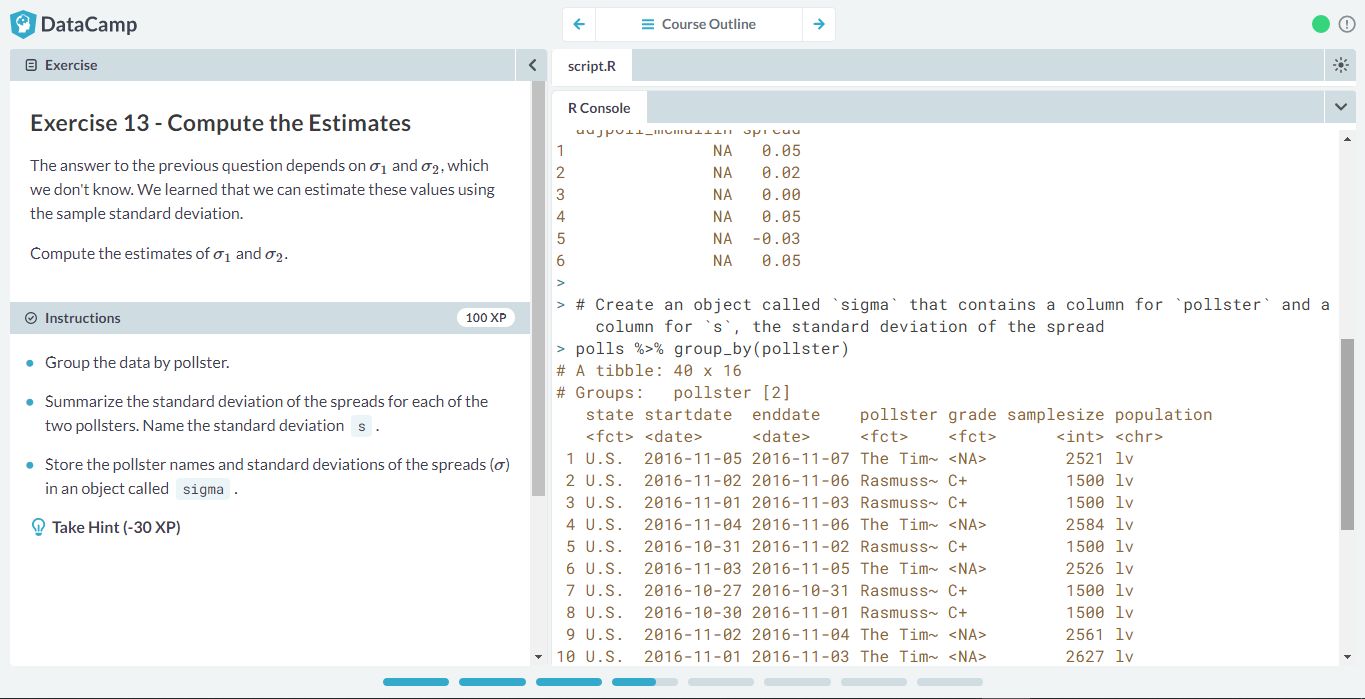 DataCamp
Course Outline
Exercise
Exercise 13 - Compute the Estimates
The answer to the previous question depends on σ1 and σ2, which
we don't know. We learned that we can estimate these values using
the sample standard deviation.
Compute the estimates of σ1 and σ2.
Instructions
100 XP
Group the data by pollster.
Summarize the standard deviation of the spreads for each of the
two pollsters. Name the standard deviation s .
Store the pollster names and standard deviations of the spreads (σ)
in an object called sigma .
Take Hint (-30 XP)
script.R
R Console
adjpoll_mcmullin spread
1 NA 0.05
2 NA 0.02
3 NA 0.00
4 NA 0.05
5 NA -0.03
6 NA 0.05
>
> # Create an object called `sigma` that contains a column for `pollster` and a
column for `s`, the standard deviation of the spread
> polls %>% group_by(pollster)
# A tibble: 40 x 16
# Groups: pollster [2]
state startdate enddate pollster grade samplesize population
<fct> <date> <date> <fct> <fct> <int> <chr>
1 U.S. 2016-11-05 2016-11-07 The Tim~ <NA> 2521 lv
2 U.S. 2016-11-02 2016-11-06 Rasmuss~ C+ 1500 lv
3 U.S. 2016-11-01 2016-11-03 Rasmuss~ C+ 1500 lv
4 U.S. 2016-11-04 2016-11-06 The Tim~ <NA> 2584 lv
5 U.S. 2016-10-31 2016-11-02 Rasmuss~ C+ 1500 lv
6 U.S. 2016-11-03 2016-11-05 The Tim~ <NA> 2526 lv
7 U.S. 2016-10-27 2016-10-31 Rasmuss~ C+ 1500 lv
8 U.S. 2016-10-30 2016-11-01 Rasmuss~ C+ 1500 lv
9 U.S. 2016-11-02 2016-11-04 The Tim~ <NA> 2561 lv
10 U.S. 2016-11-01 2016-11-03 The Tim~ <NA> 2627 lv